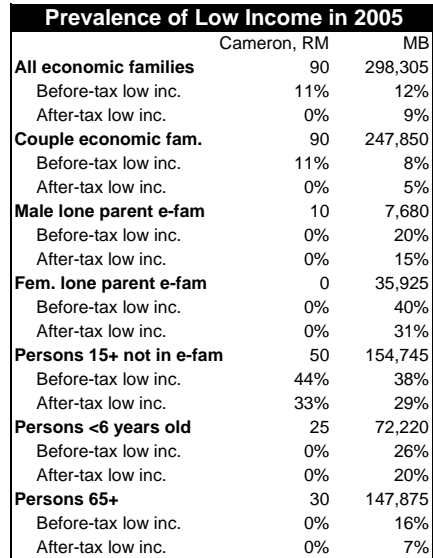 Prevalence of Low Income in 2005
Cameron, RM MB
All economic families 90 298,305
Before-tax low inc. 11% 12%
After-tax low inc. 0% 9%
Couple economic fam. 90 247,850
Before-tax low inc. 11% 8%
After-tax low inc. 0% 5%
Male lone parent e-fam 10 7,680
Before-tax low inc. 0% 20%
After-tax low inc. 0% 15%
Fem. lone parent e-fam 0 35,925
Before-tax low inc. 0% 40%
After-tax low inc. 0% 31%
Persons 15+ not in e-fam 50 154,745
Before-tax low inc. 44% 38%
After-tax low inc. 33% 29%
Persons <6 years old 25 72,220
Before-tax low inc. 0% 26%
After-tax low inc. 0% 20%
Persons 65+ 30 147,875
Before-tax low inc. 0% 16%
After-tax low inc. 0% 7%